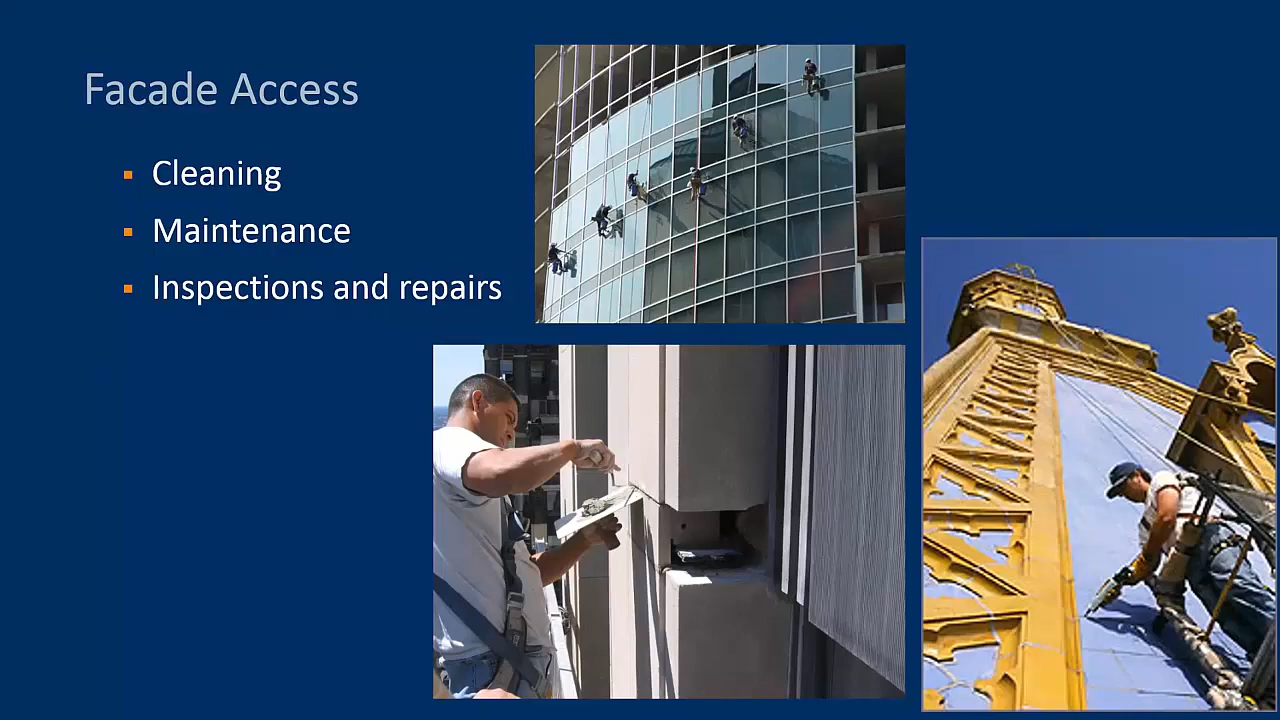 Facade Access
Cleaning
Maintenance
Inspections and repairs